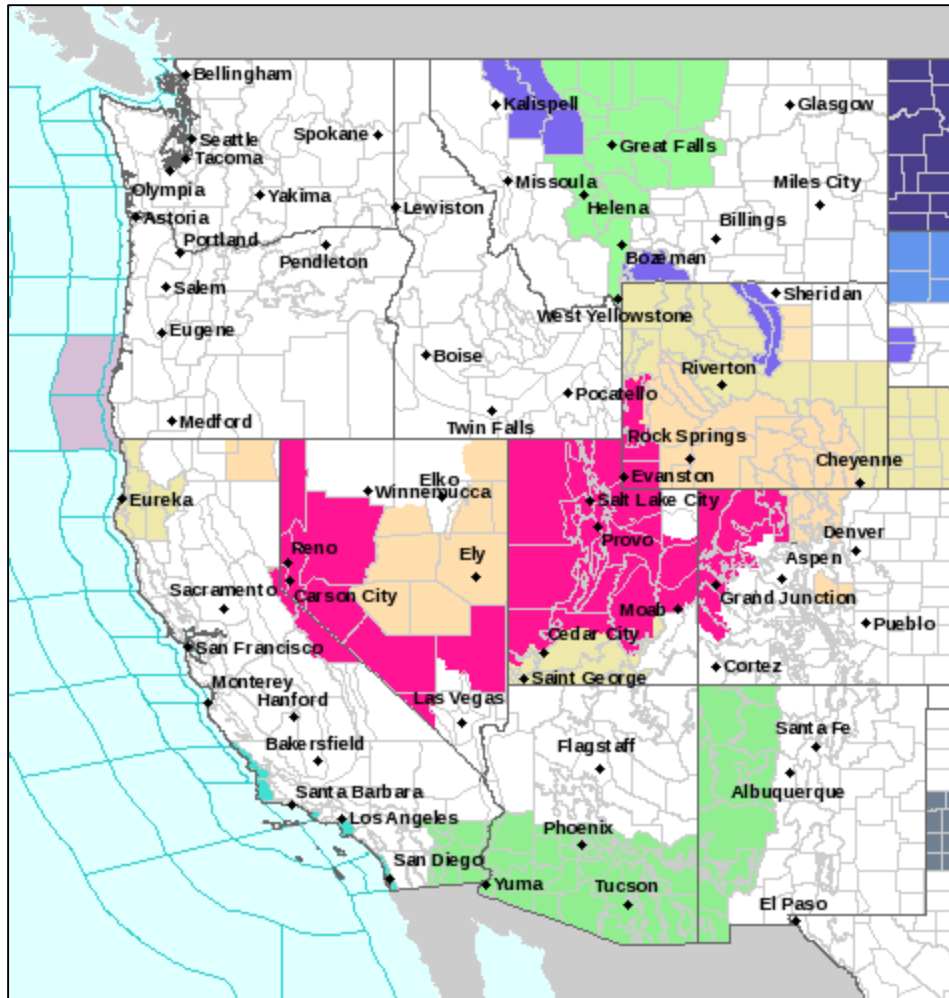 Bellingham
Kalispell
Glasgow
Seattle
Spokane
Great Falls
Tacoma
Olympia
Yakima
Missoula
Miles City
Helena
Lewiston
Astoria
Billings
Portland
Pendleton
Bozeman
Salem
Sheridan
West Yellowstone
Eugene
Boise
Riverton
Pocatello
Medford
Twin Falls
Rock Springs
Cheyenne
Elko
Evanston
Eureka
Winnemucca
Salt Lake City
Provo
Denver
Reno
Ely
Aspen
Sacramento
Carson City
Moab
Grand Junction
Pueblo
San Francisco
Cedar City
Cortez
Saint George
Monterey
Hanford
Las Vegas
Santa Fe
Bakersfield
Flagstaff
Albuquerque
Santa Barbara
Los Angeles
Phoenix
San Diego
Yuma
Tucson
El Paso